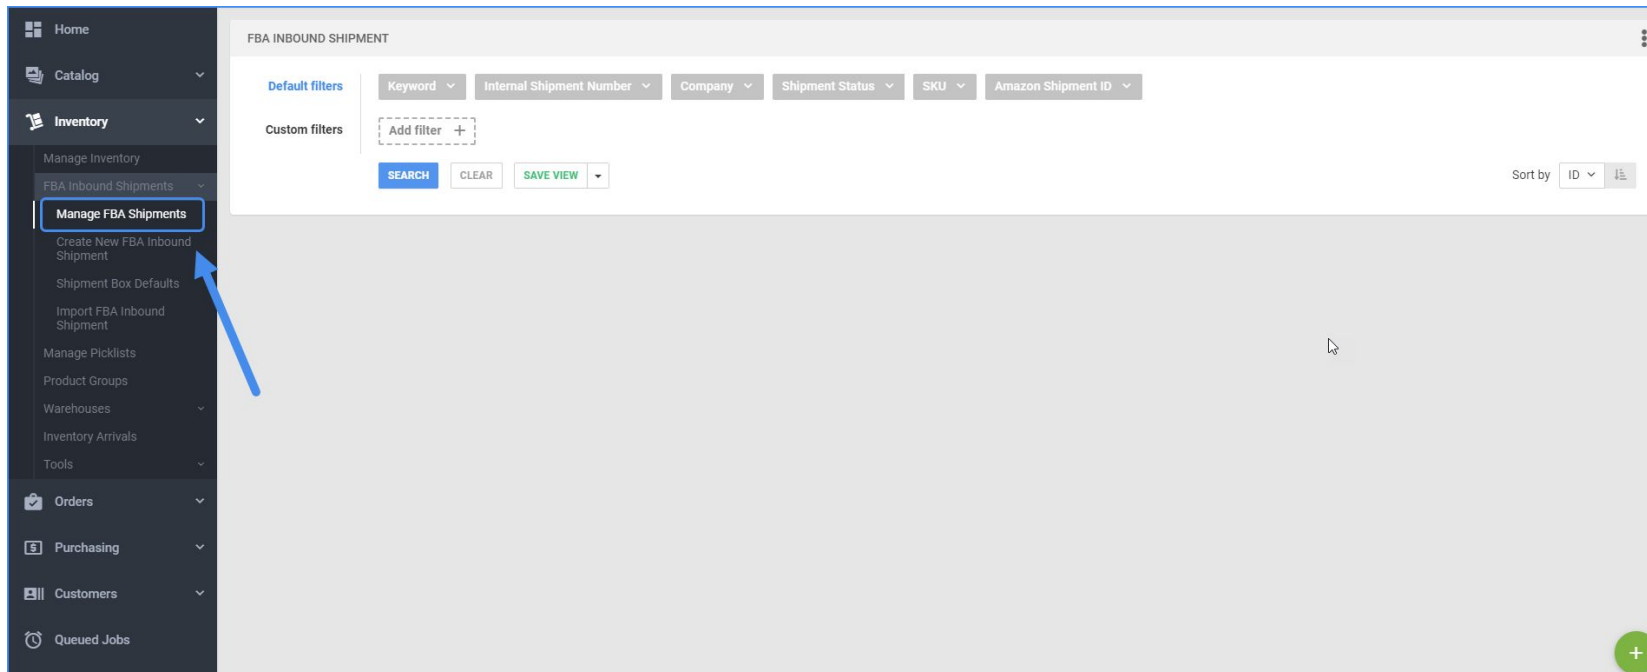 Home
Catalog
Inventory
Manage Inventory
FBA Inbound Shipments
Manage FBA Shipments
Create New FBA Inbound
Shipment
Shipment Box Defaults
Import FBA Inbound
Shipment
Manage Picklists
Product Groups
Warehouses
Inventory Arrivals
Tools
Orders
Purchasing
Customers
Queued Jobs
FBA INBOUND SHIPMENT
Default filters Keyword Internal Shipment Number Company Shipment Status SKU Amazon Shipment ID
Custom filters Add filter +
SEARCH CLEAR SAVE VIEW Sort by ID
+